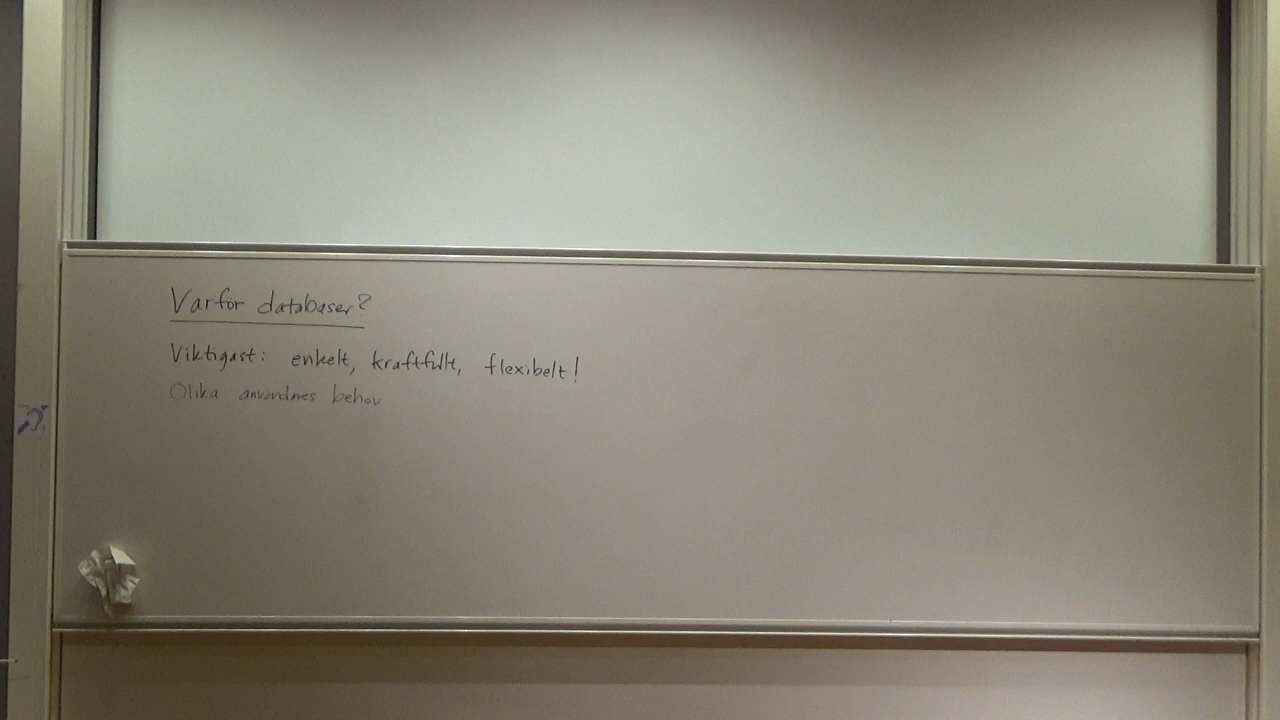 Varför databaser?
Viktigast: enkelt, kraftfullt, flexibelt!
Olika användares behov